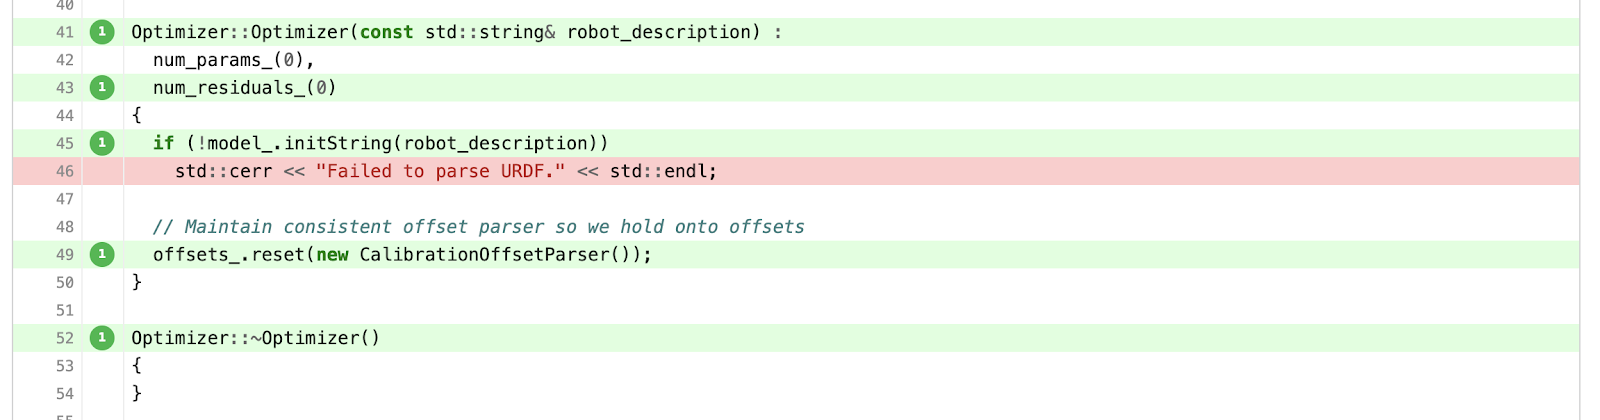 40
41 1 Optimizer::Optimizer(const std::string& robot_description) :
42 num_params_(0),
43 1 num_residuals_(0)
44 {
45 1 if (!model_.initString(robot_description))
46 std::cerr << "Failed to parse URDF." << std::endl;
47
48 // Maintain consistent offset parser so we hold onto offsets
49 1 offsets_.reset(new CalibrationOffsetParser());
50 }
51
52 1 Optimizer::~Optimizer()
53 {
54 }
55